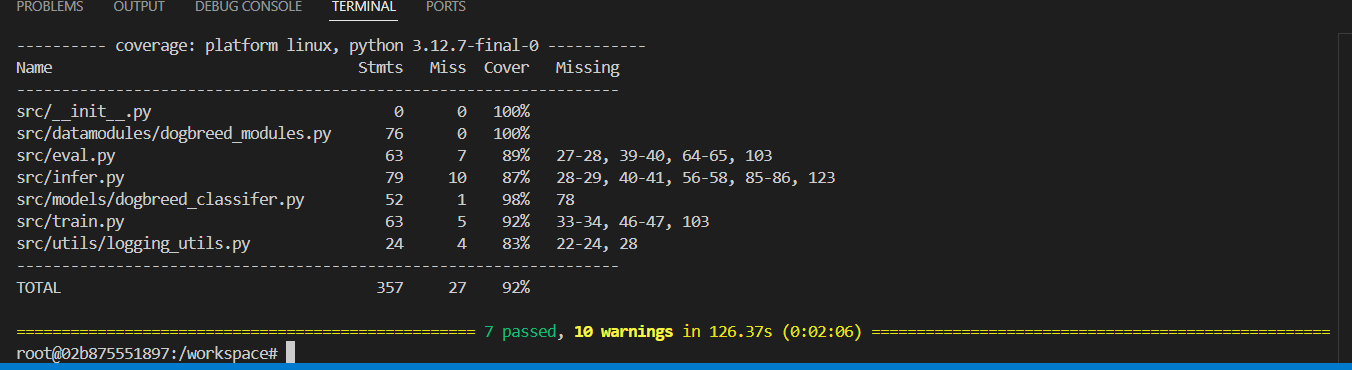 PROBLEMS OUTPUT DEBUG CONSOLE TERMINAL PORTS
---------- coverage: platform linux, python 3.12.7-final-0 -----------
Name                                  Stmts   Miss  Cover   Missing
-------------------------------------------------------------------
src/__init__.py                           0      0   100%
src/datamodules/dogbreed_modules.py      76      0   100%
src/eval.py                              63      7    89%   27-28, 39-40, 64-65, 103
src/infer.py                             79     10    87%   28-29, 40-41, 56-58, 85-86, 123
src/models/dogbreed_classifer.py         52      1    98%   78
src/train.py                             63      5    92%   33-34, 46-47, 103
src/utils/logging_utils.py               24      4    83%   22-24, 28
-------------------------------------------------------------------
TOTAL                                   357     27    92%
================================================== 7 passed, 10 warnings in 126.37s (0:02:06) ==================================================
root@02b875551897:/workspace#